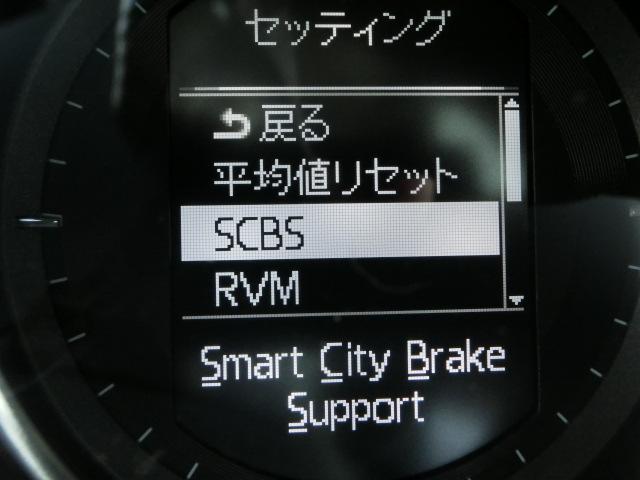 セッティング
戻る
平均値リセット
SCBS
RVM
Smart City Brake
Support